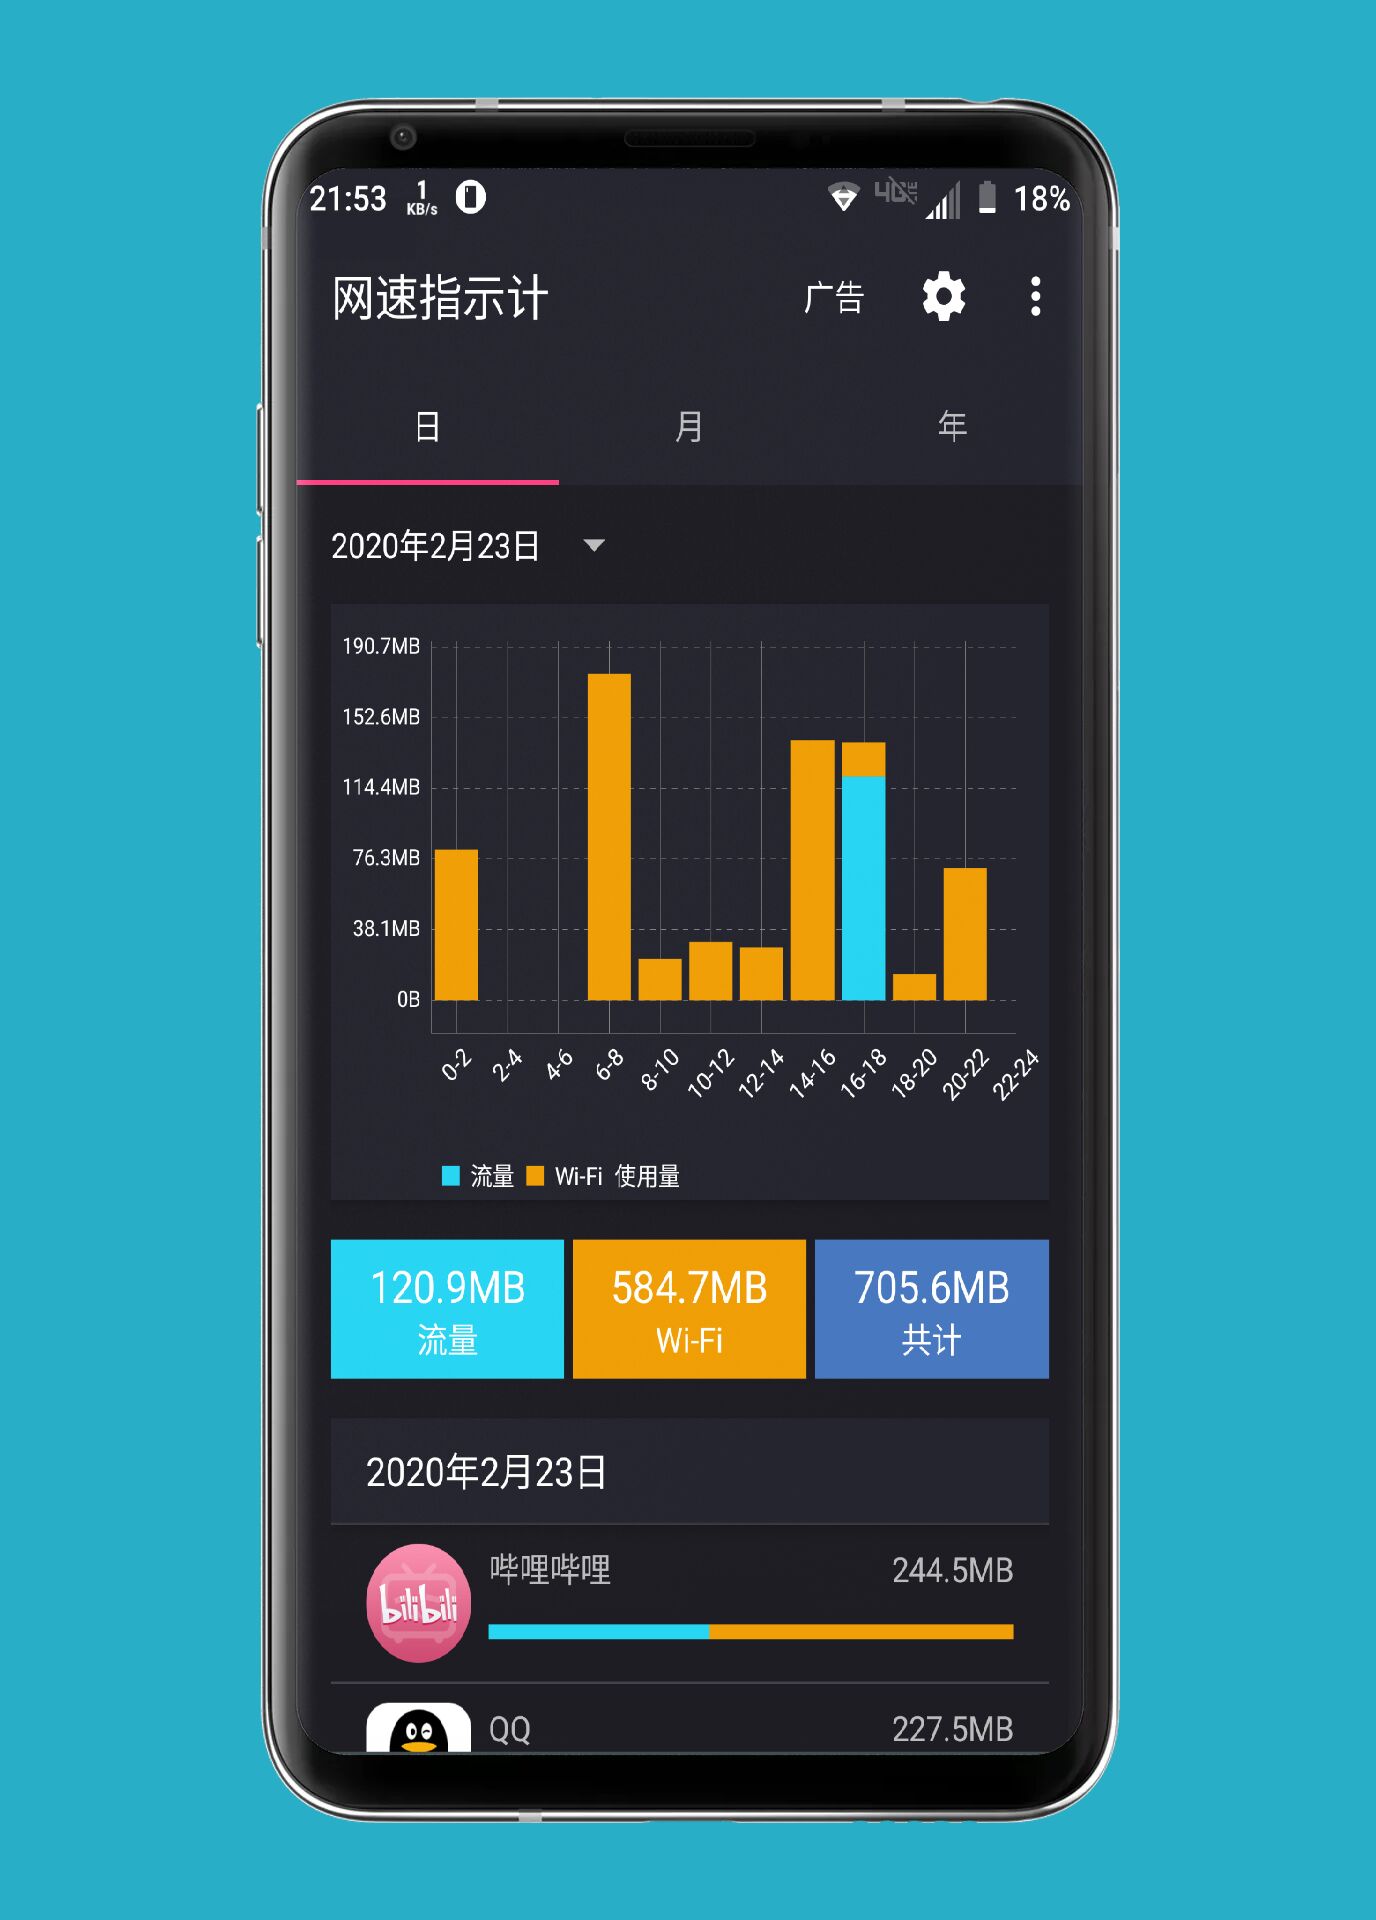 21:53 1 KB/s 4G LTE 18%
网速指示计 广告
日 月 年
2020年2月23日
190.7MB
152.6MB
114.4MB
76.3MB
38.1MB
0B
0-2 2-4 4-6 6-8 8-10 10-12 12-14 14-16 16-18 18-20 20-22 22-24
流量 Wi-Fi 使用量
120.9MB 584.7MB 705.6MB
流量 Wi-Fi 共计
2020年2月23日
哔哩哔哩 244.5MB
bilibili
QQ 227.5MB